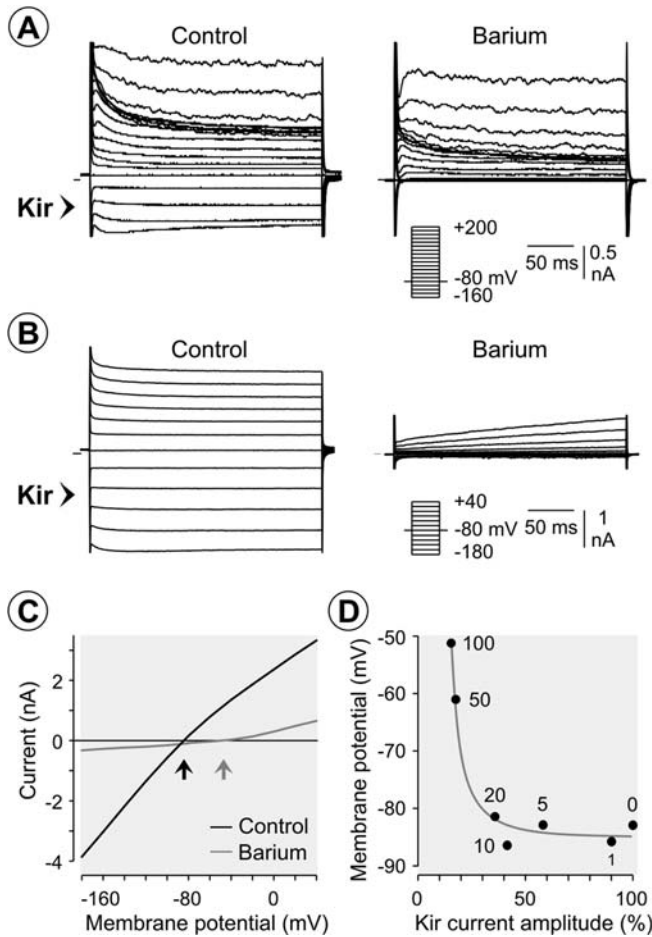 A
Control
Barium
Kir
+200
-80 mV
-160
50 ms
0.5
nA
B
Control
Barium
Kir
+40
-80 mV
-180
50 ms
1
nA
C
Current (nA)
2
0
-2
-4
-160
-80
0
Membrane potential (mV)
Control
Barium
D
Membrane potential (mV)
-50
-60
-70
-80
-90
100
50
20
10
5
0
1
0
50
100
Kir current amplitude (%)